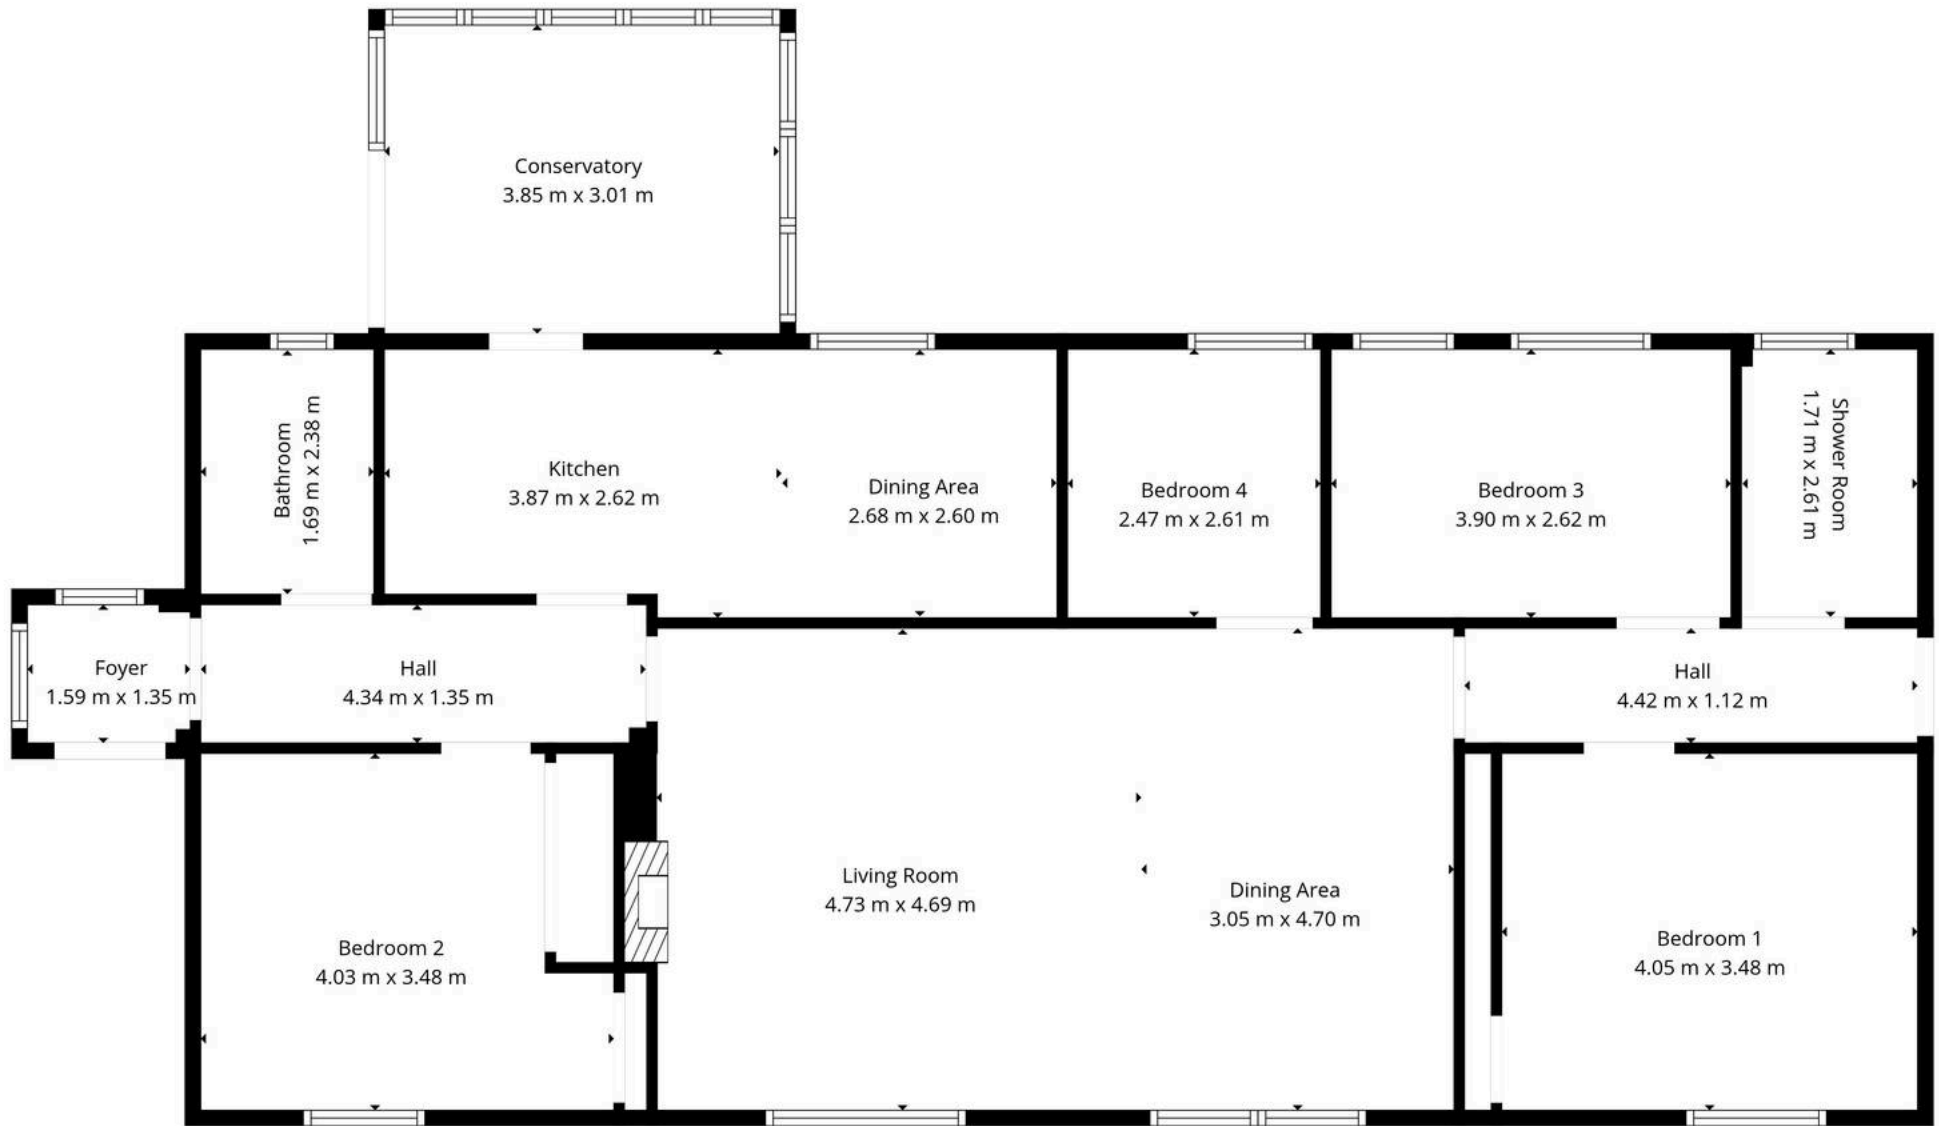 Conservatory
3.85 m x 3.01 m
Bathroom
1.69 m x 2.38 m
Kitchen
3.87 m x 2.62 m
Dining Area
2.68 m x 2.60 m
Bedroom 4
2.47 m x 2.61 m
Bedroom 3
3.90 m x 2.62 m
Shower Room
1.71 m x 2.61 m
Foyer
1.59 m x 1.35 m
Hall
4.34 m x 1.35 m
Hall
4.42 m x 1.12 m
Living Room
4.73 m x 4.69 m
Dining Area
3.05 m x 4.70 m
Bedroom 2
4.03 m x 3.48 m
Bedroom 1
4.05 m x 3.48 m